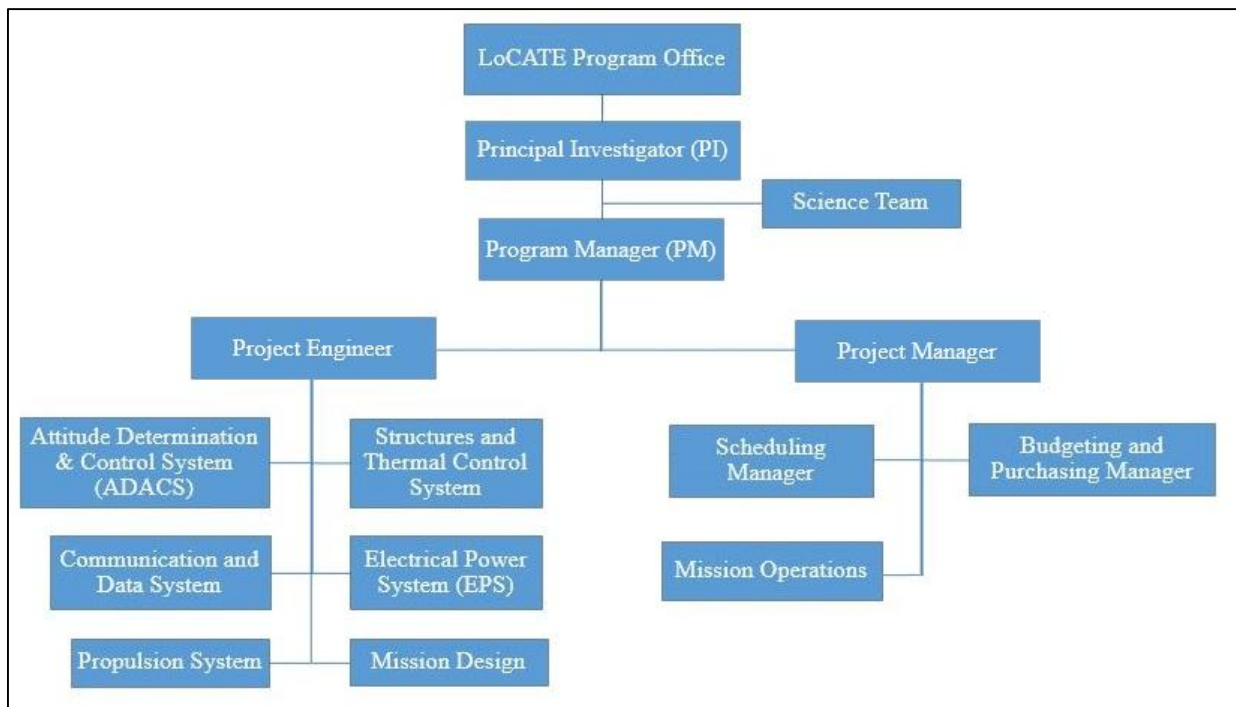 LoCATE Program Office
Principal Investigator (PI)
Science Team
Program Manager (PM)
Project Engineer
Project Manager
Attitude Determination
& Control System
(ADACS)
Structures and
Thermal Control
System
Scheduling
Manager
Budgeting and
Purchasing Manager
Communication and
Data System
Electrical Power
System (EPS)
Mission Operations
Propulsion System
Mission Design